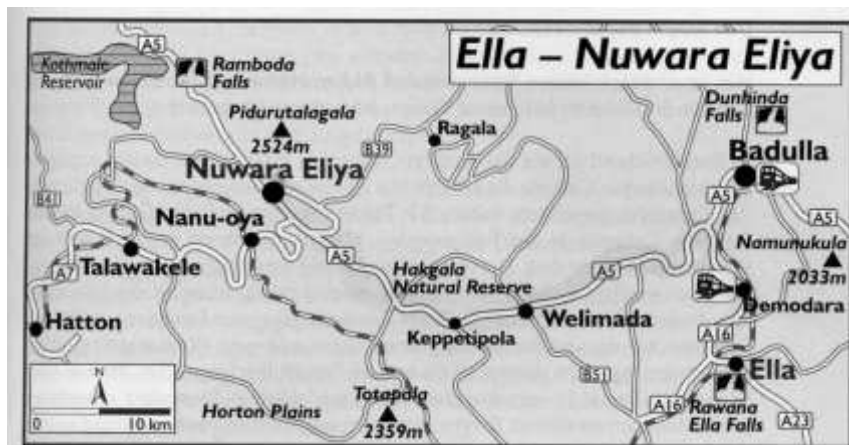 Ella – Nuwara Eliya
A5
Kothmale
Reservoir
Ramboda
Falls
Pidurutalagala
2524m
Ragala
B39
Dunhinda
Falls
Badulla
Nuwara Eliya
B41
Nanu-oya
A5
A5
Namunukula
2033m
Talawakele
A5
Hakgala
Natural Reserve
A5
A7
Demodara
Welimada
Hatton
Keppetipola
A16
Ella
B51
N
Totapola
2359m
Horton Plains
A16
Rawana
Ella Falls
A23
0
10 km